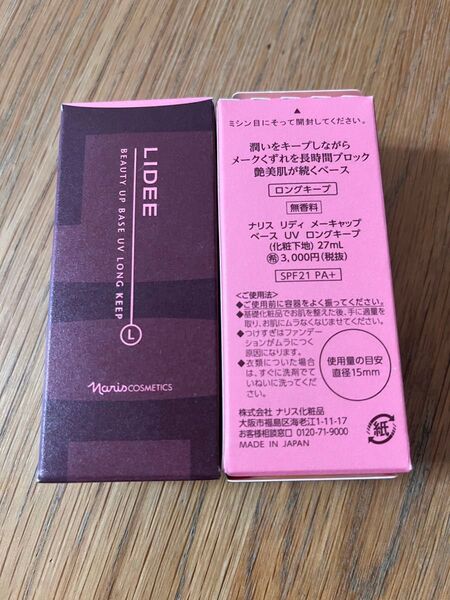 LIDEE
BEAUTY UP BASE UV LONG KEEP
L
naris COSMETICS
▲
ミシン目にそって開封してください。
潤いをキープしながら
メークくずれを長時間ブロック
艶美肌が続くベース
ロングキープ
無香料
ナリス リディ メーキャップ
ベース UV ロングキープ
(化粧下地) 27mL
希 3,000円(税抜)
SPF21 PA+
<ご使用法>
◆ご使用前に容器をよく振ってください。
◆基礎化粧品でお肌を整えた後、手に適量を
取り、お肌にムラなくなじませてください。
◆つけすぎはファンデー
ションがムラにつく
原因になります。
◆衣類についた場合
は、すぐに洗剤でて
いねいに洗ってくだ
さい。
使用量の目安
直径15mm
発売元 株式会社 ナリス化粧品
大阪市福島区海老江1-11-17
お客様相談窓口 0120-71-9000
MADE IN JAPAN
紙